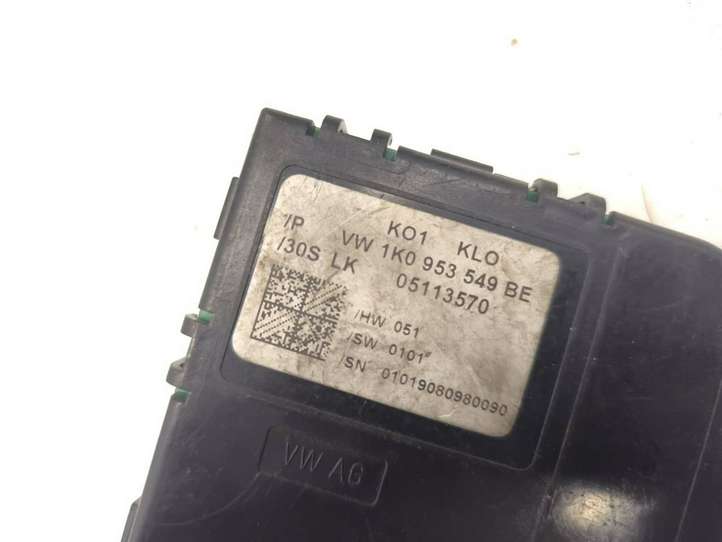 KO1 KLO
/P VW 1K0 953 549 BE
/30S LK 05113570
/HW 051
/SW 0101"
/SN 01019080980090
VW AG